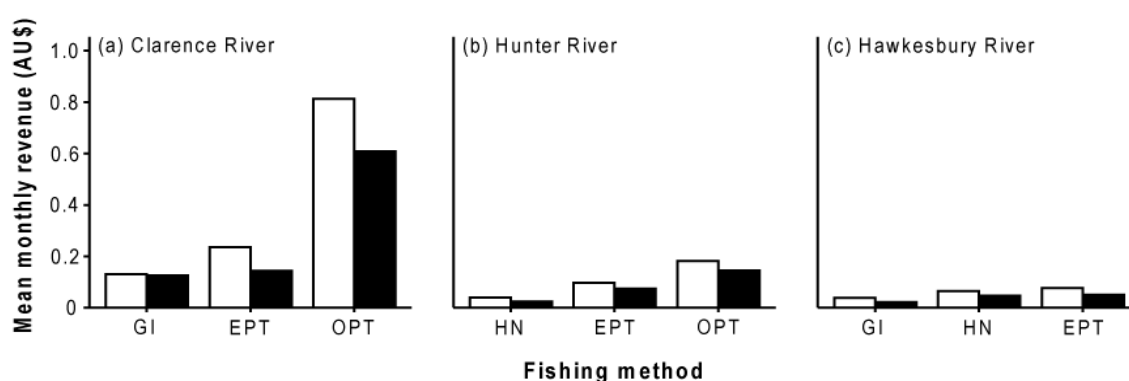 Mean monthly revenue (AU$)
1.0
0.8
0.6
0.4
0.2
0
(a) Clarence River
GI EPT OPT
(b) Hunter River
HN EPT OPT
(c) Hawkesbury River
GI HN EPT
Fishing method